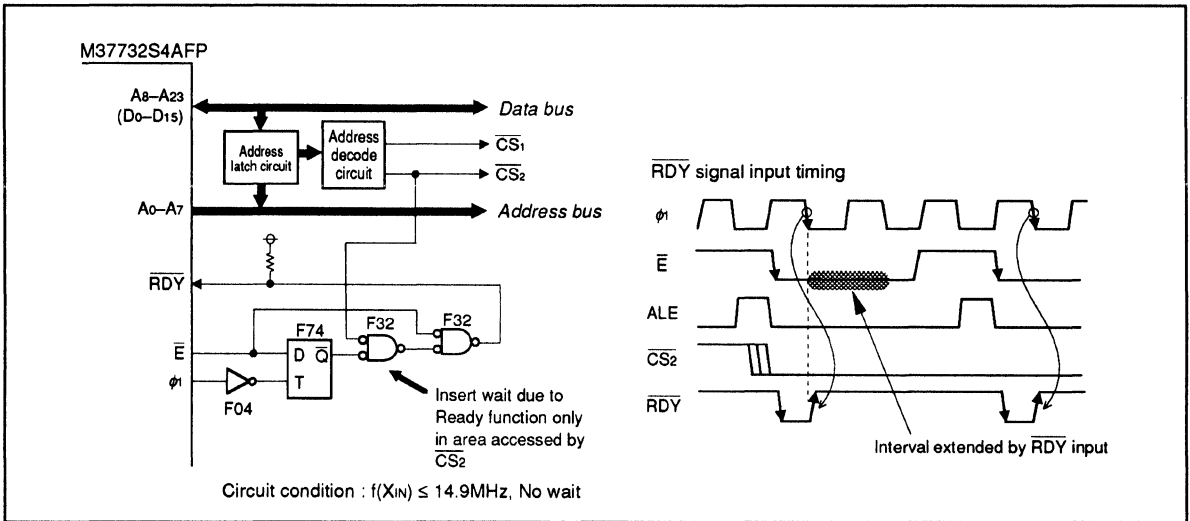 M37732S4AFP
A8–A23
(D0–D15)
Data bus
Address
latch circuit
Address
decode
circuit
CS1
CS2
A0–A7
Address bus
RDY
E
φ1
F04
F74
D Q
T
F32
F32
Insert wait due to
Ready function only
in area accessed by
CS2
Circuit condition : f(XIN) ≤ 14.9MHz, No wait
RDY signal input timing
φ1
E
ALE
CS2
RDY
Interval extended by RDY input